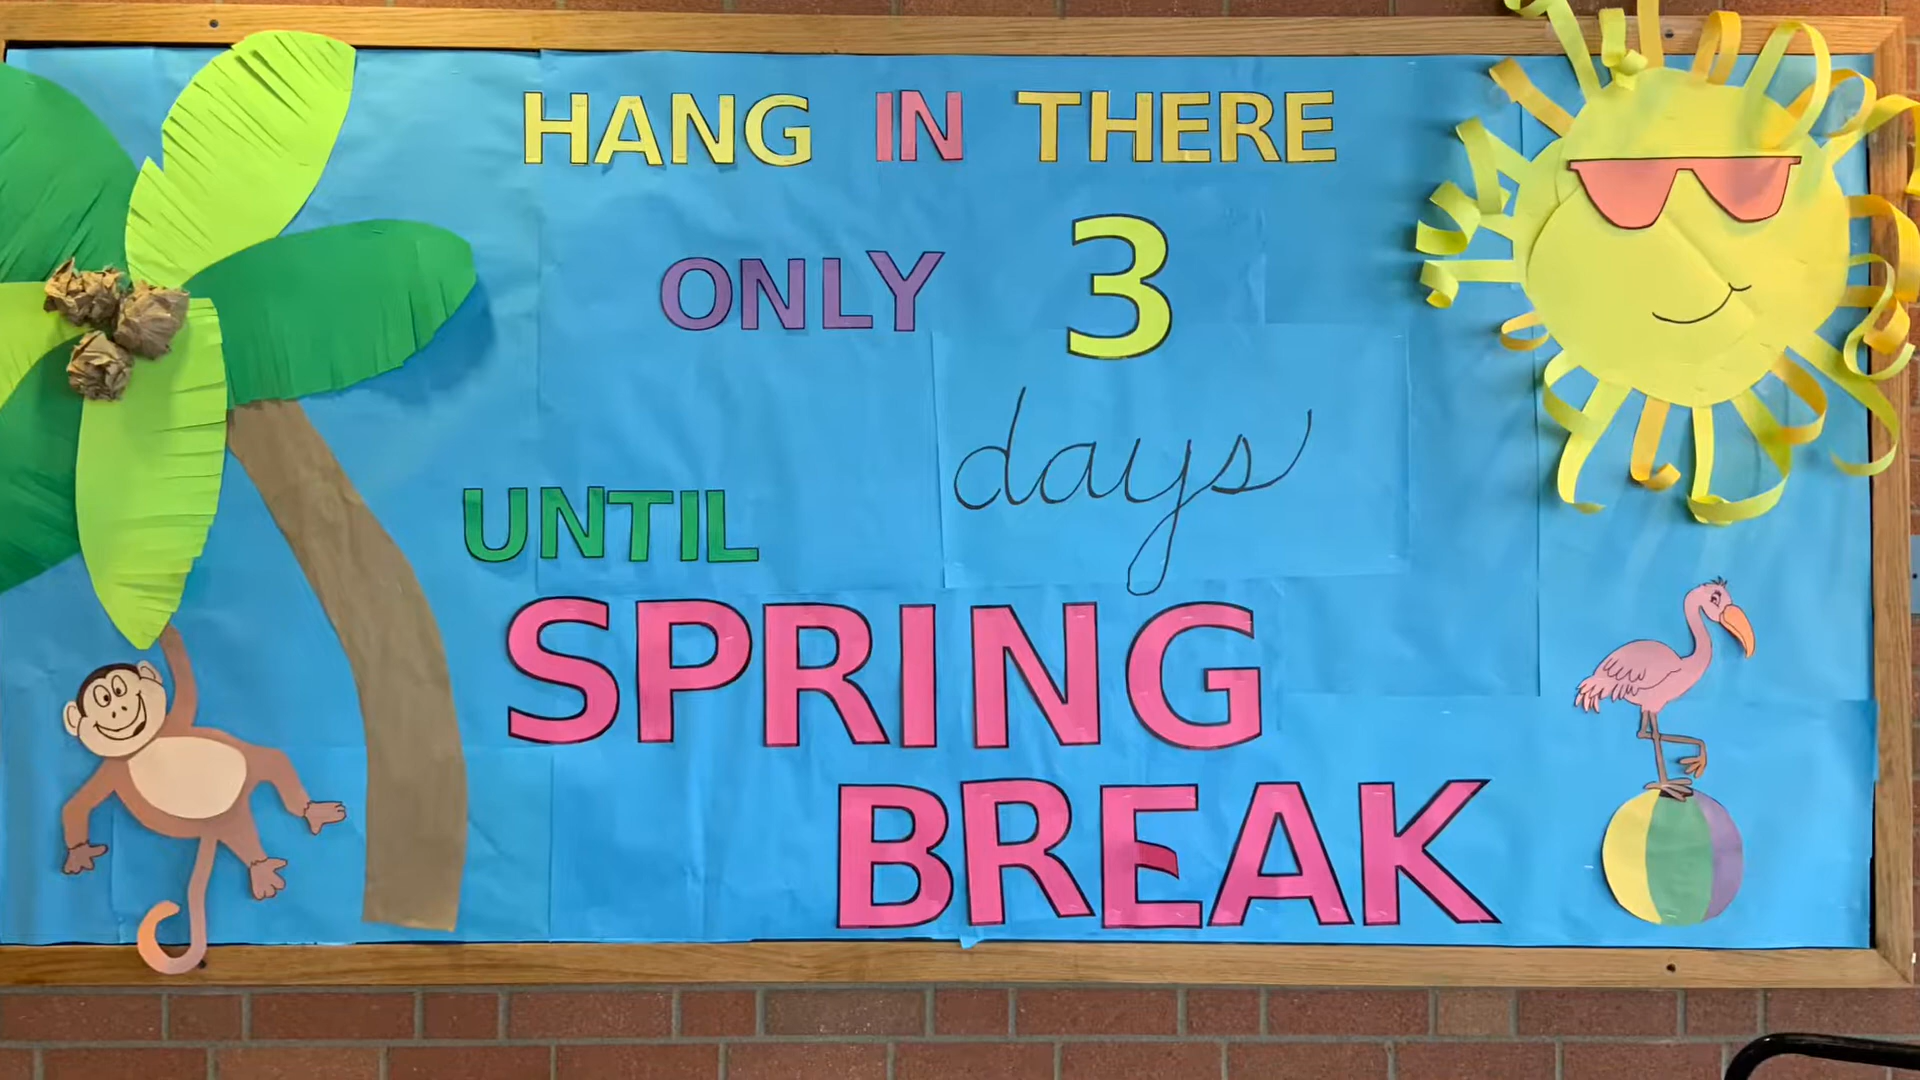 HANG IN THERE
ONLY 3
days
UNTIL
SPRING
BREAK